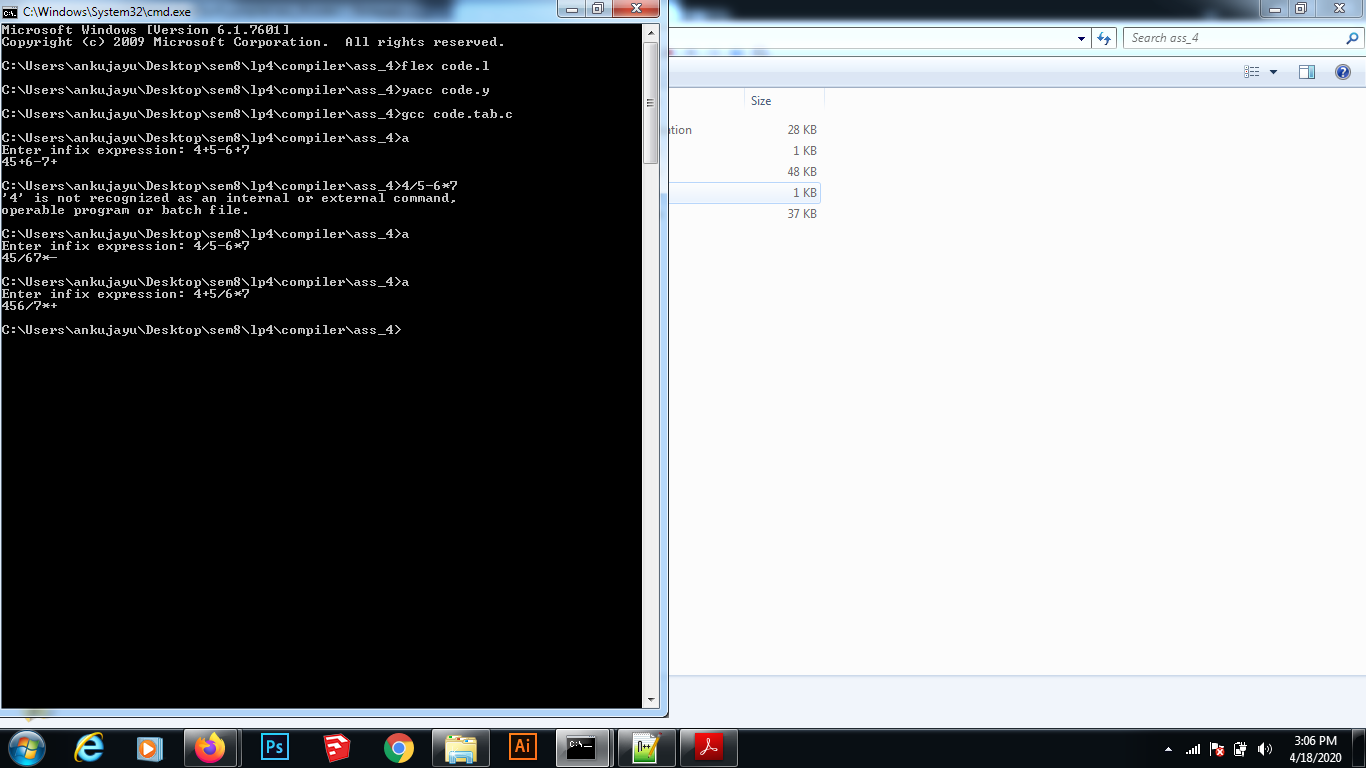 C:\Windows\System32\cmd.exe
Microsoft Windows [Version 6.1.7601]
Copyright (c) 2009 Microsoft Corporation.  All rights reserved.
C:\Users\ankujayu\Desktop\sem8\lp4\compiler\ass_4>flex code.l
C:\Users\ankujayu\Desktop\sem8\lp4\compiler\ass_4>yacc code.y
C:\Users\ankujayu\Desktop\sem8\lp4\compiler\ass_4>gcc code.tab.c
C:\Users\ankujayu\Desktop\sem8\lp4\compiler\ass_4>a
Enter infix expression: 4+5-6+7
45+6-7+
C:\Users\ankujayu\Desktop\sem8\lp4\compiler\ass_4>4/5-6*7
'4' is not recognized as an internal or external command,
operable program or batch file.
C:\Users\ankujayu\Desktop\sem8\lp4\compiler\ass_4>a
Enter infix expression: 4/5-6*7
45/67*-
C:\Users\ankujayu\Desktop\sem8\lp4\compiler\ass_4>a
Enter infix expression: 4+5/6*7
456/7*+
C:\Users\ankujayu\Desktop\sem8\lp4\compiler\ass_4>
Search ass_4
Size
ation
28 KB
1 KB
48 KB
1 KB
37 KB
Ps
Ai
C:\_
3:06 PM
4/18/2020